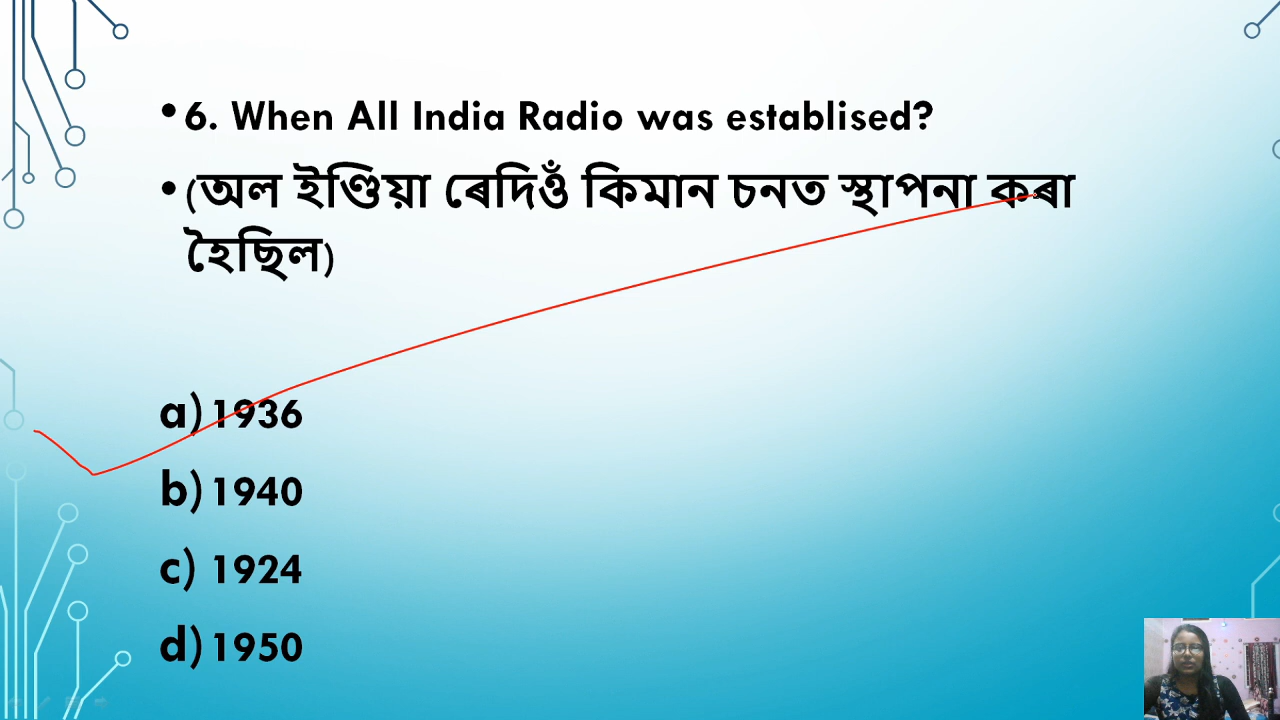 • 6. When All India Radio was establised?
• (অল ইণ্ডিয়া ৰেদিওঁ কিমান চনত স্থাপনা কৰা
হৈছিল)
a) 1936
b) 1940
c) 1924
d) 1950